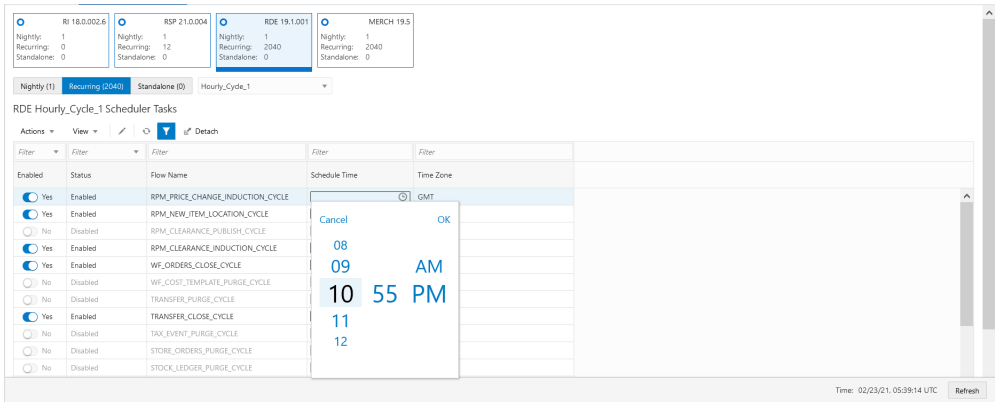 RI 18.0.002.6
Nightly: 1
Recurring: 0
Standalone: 0
RSP 21.0.004
Nightly: 1
Recurring: 12
Standalone: 0
RDE 19.1.001
Nightly: 1
Recurring: 2040
Standalone: 0
MERCH 19.5
Nightly: 1
Recurring: 2040
Standalone: 0
Nightly (1) Recurring (2040) Standalone (0) Hourly_Cycle_1
RDE Hourly_Cycle_1 Scheduler Tasks
Actions View Detach
Filter Filter Filter Filter Filter
Enabled Status Flow Name Schedule Time Time Zone
Yes Enabled RPM_PRICE_CHANGE_INDUCTION_CYCLE GMT
Yes Enabled RPM_NEW_ITEM_LOCATION_CYCLE
No Disabled RPM_CLEARANCE_PUBLISH_CYCLE
Yes Enabled RPM_CLEARANCE_INDUCTION_CYCLE
Yes Enabled WF_ORDERS_CLOSE_CYCLE
No Disabled WF_COST_TEMPLATE_PURGE_CYCLE
No Disabled TRANSFER_PURGE_CYCLE
Yes Enabled TRANSFER_CLOSE_CYCLE
No Disabled TAX_EVENT_PURGE_CYCLE
No Disabled STORE_ORDERS_PURGE_CYCLE
No Disabled STOCK_LEDGER_PURGE_CYCLE
Cancel OK
08
09 AM
10 55 PM
11
12
Time: 02/23/21, 05:39:14 UTC Refresh